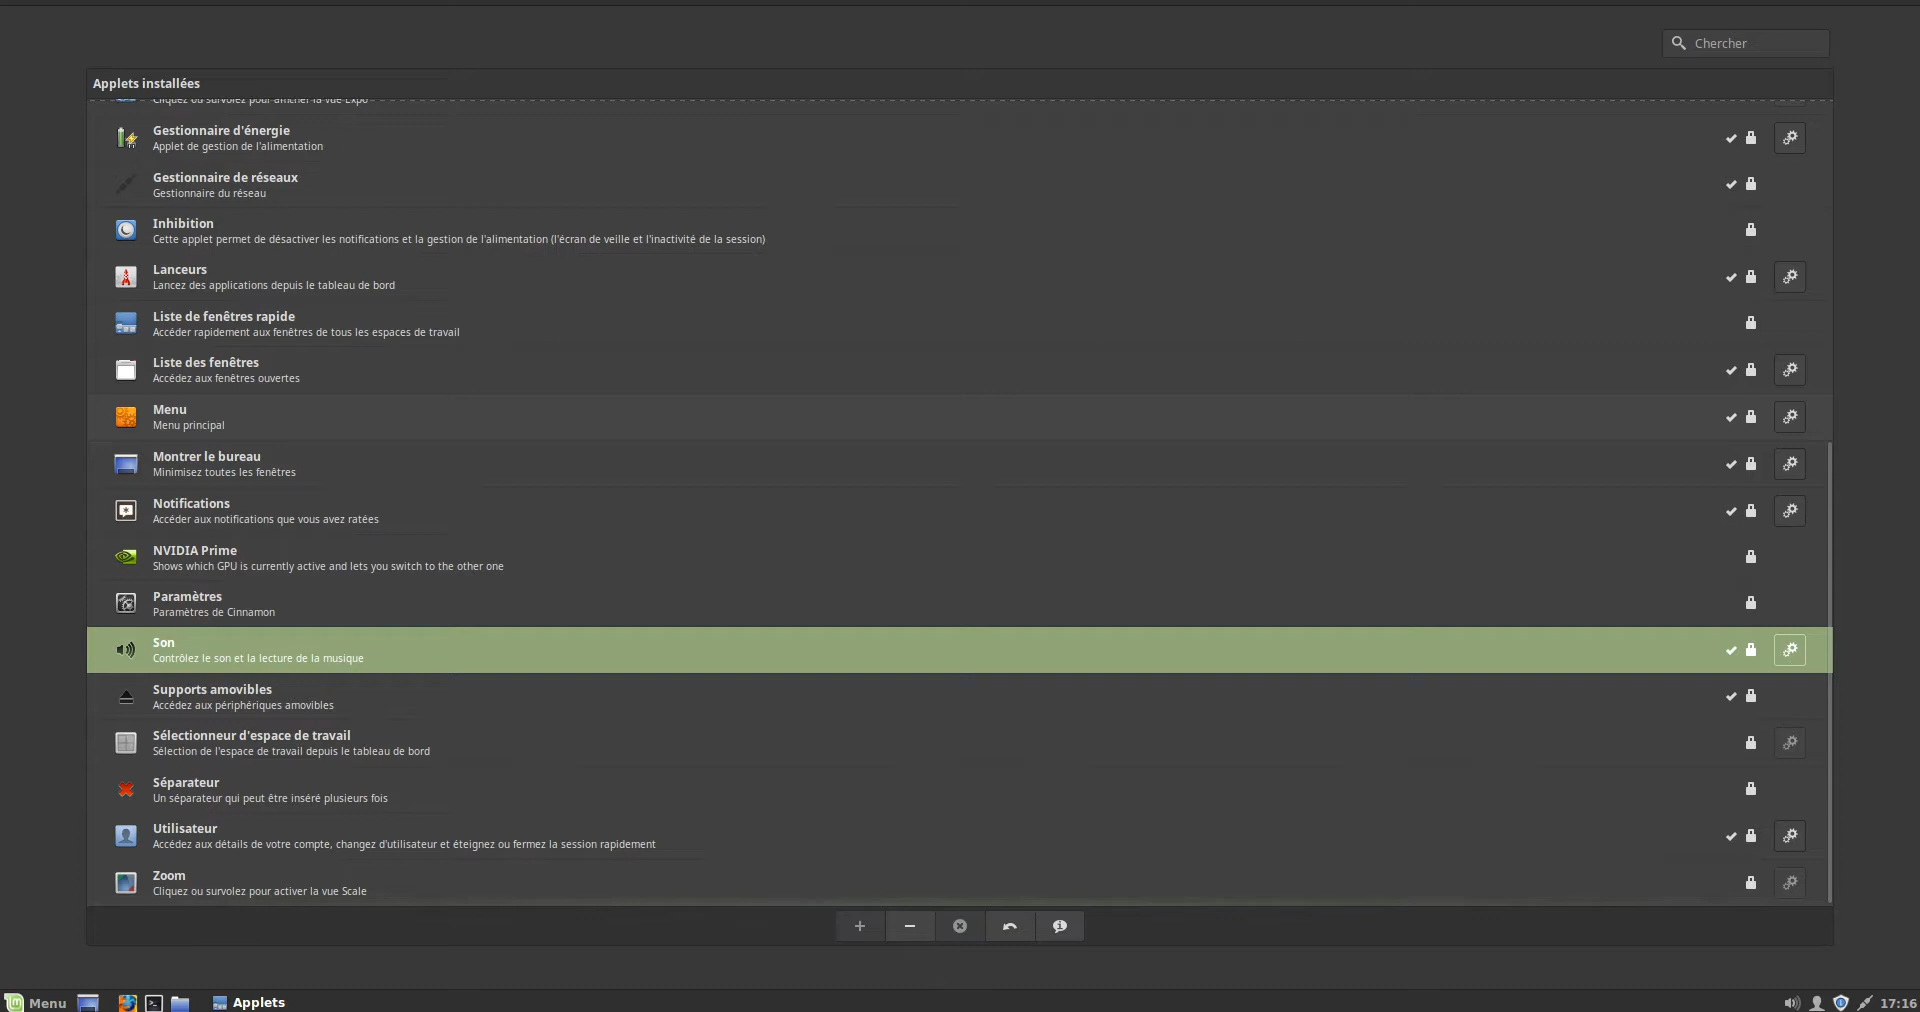 Chercher
Applets installées
Cliquez ou survolez pour afficher la vue Expo
Gestionnaire d'énergie
Applet de gestion de l'alimentation
Gestionnaire de réseaux
Gestionnaire du réseau
Inhibition
Cette applet permet de désactiver les notifications et la gestion de l'alimentation (l'écran de veille et l'inactivité de la session)
Lanceurs
Lancez des applications depuis le tableau de bord
Liste de fenêtres rapide
Accéder rapidement aux fenêtres de tous les espaces de travail
Liste des fenêtres
Accédez aux fenêtres ouvertes
Menu
Menu principal
Montrer le bureau
Minimisez toutes les fenêtres
Notifications
Accéder aux notifications que vous avez ratées
NVIDIA Prime
Shows which GPU is currently active and lets you switch to the other one
Paramètres
Paramètres de Cinnamon
Son
Contrôlez le son et la lecture de la musique
Supports amovibles
Accédez aux périphériques amovibles
Sélectionneur d'espace de travail
Sélection de l'espace de travail depuis le tableau de bord
Séparateur
Un séparateur qui peut être inséré plusieurs fois
Utilisateur
Accédez aux détails de votre compte, changez d'utilisateur et éteignez ou fermez la session rapidement
Zoom
Cliquez ou survolez pour activer la vue Scale
Menu
Applets
17:16